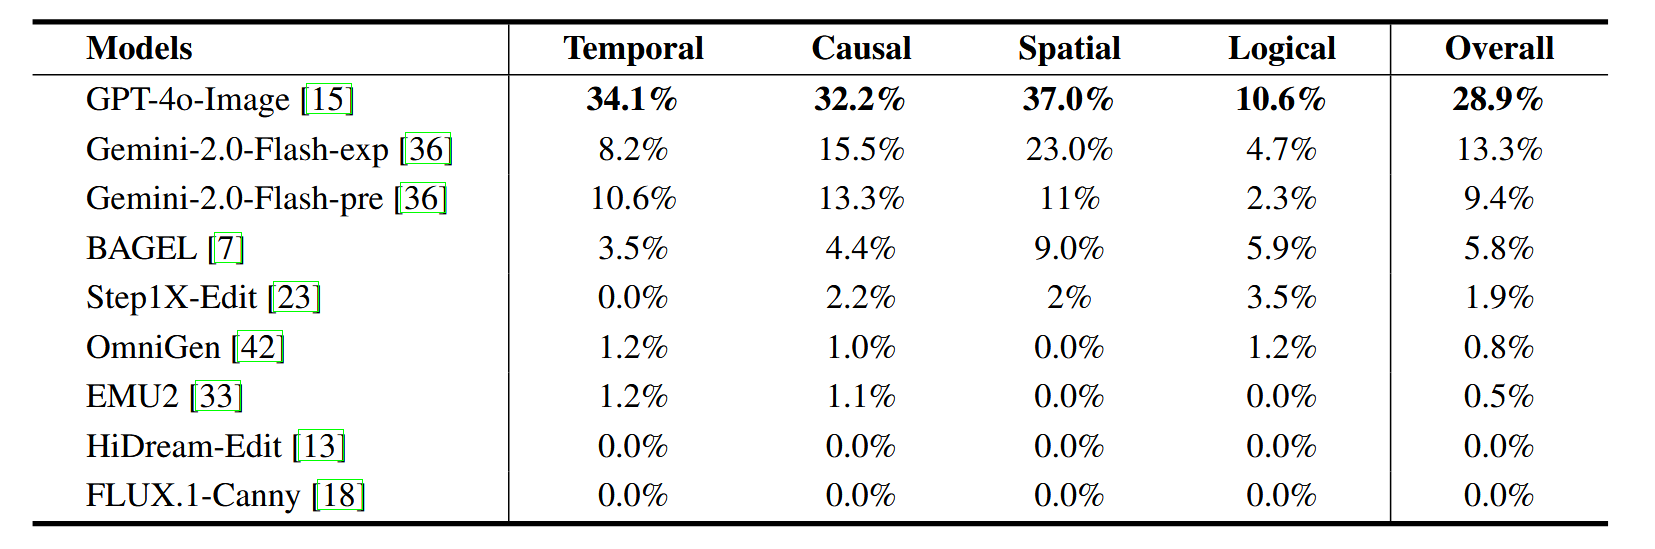 Models Temporal Causal Spatial Logical Overall
GPT-4o-Image [15] 34.1% 32.2% 37.0% 10.6% 28.9%
Gemini-2.0-Flash-exp [36] 8.2% 15.5% 23.0% 4.7% 13.3%
Gemini-2.0-Flash-pre [36] 10.6% 13.3% 11% 2.3% 9.4%
BAGEL [7] 3.5% 4.4% 9.0% 5.9% 5.8%
Step1X-Edit [23] 0.0% 2.2% 2% 3.5% 1.9%
OmniGen [42] 1.2% 1.0% 0.0% 1.2% 0.8%
EMU2 [33] 1.2% 1.1% 0.0% 0.0% 0.5%
HiDream-Edit [13] 0.0% 0.0% 0.0% 0.0% 0.0%
FLUX.1-Canny [18] 0.0% 0.0% 0.0% 0.0% 0.0%